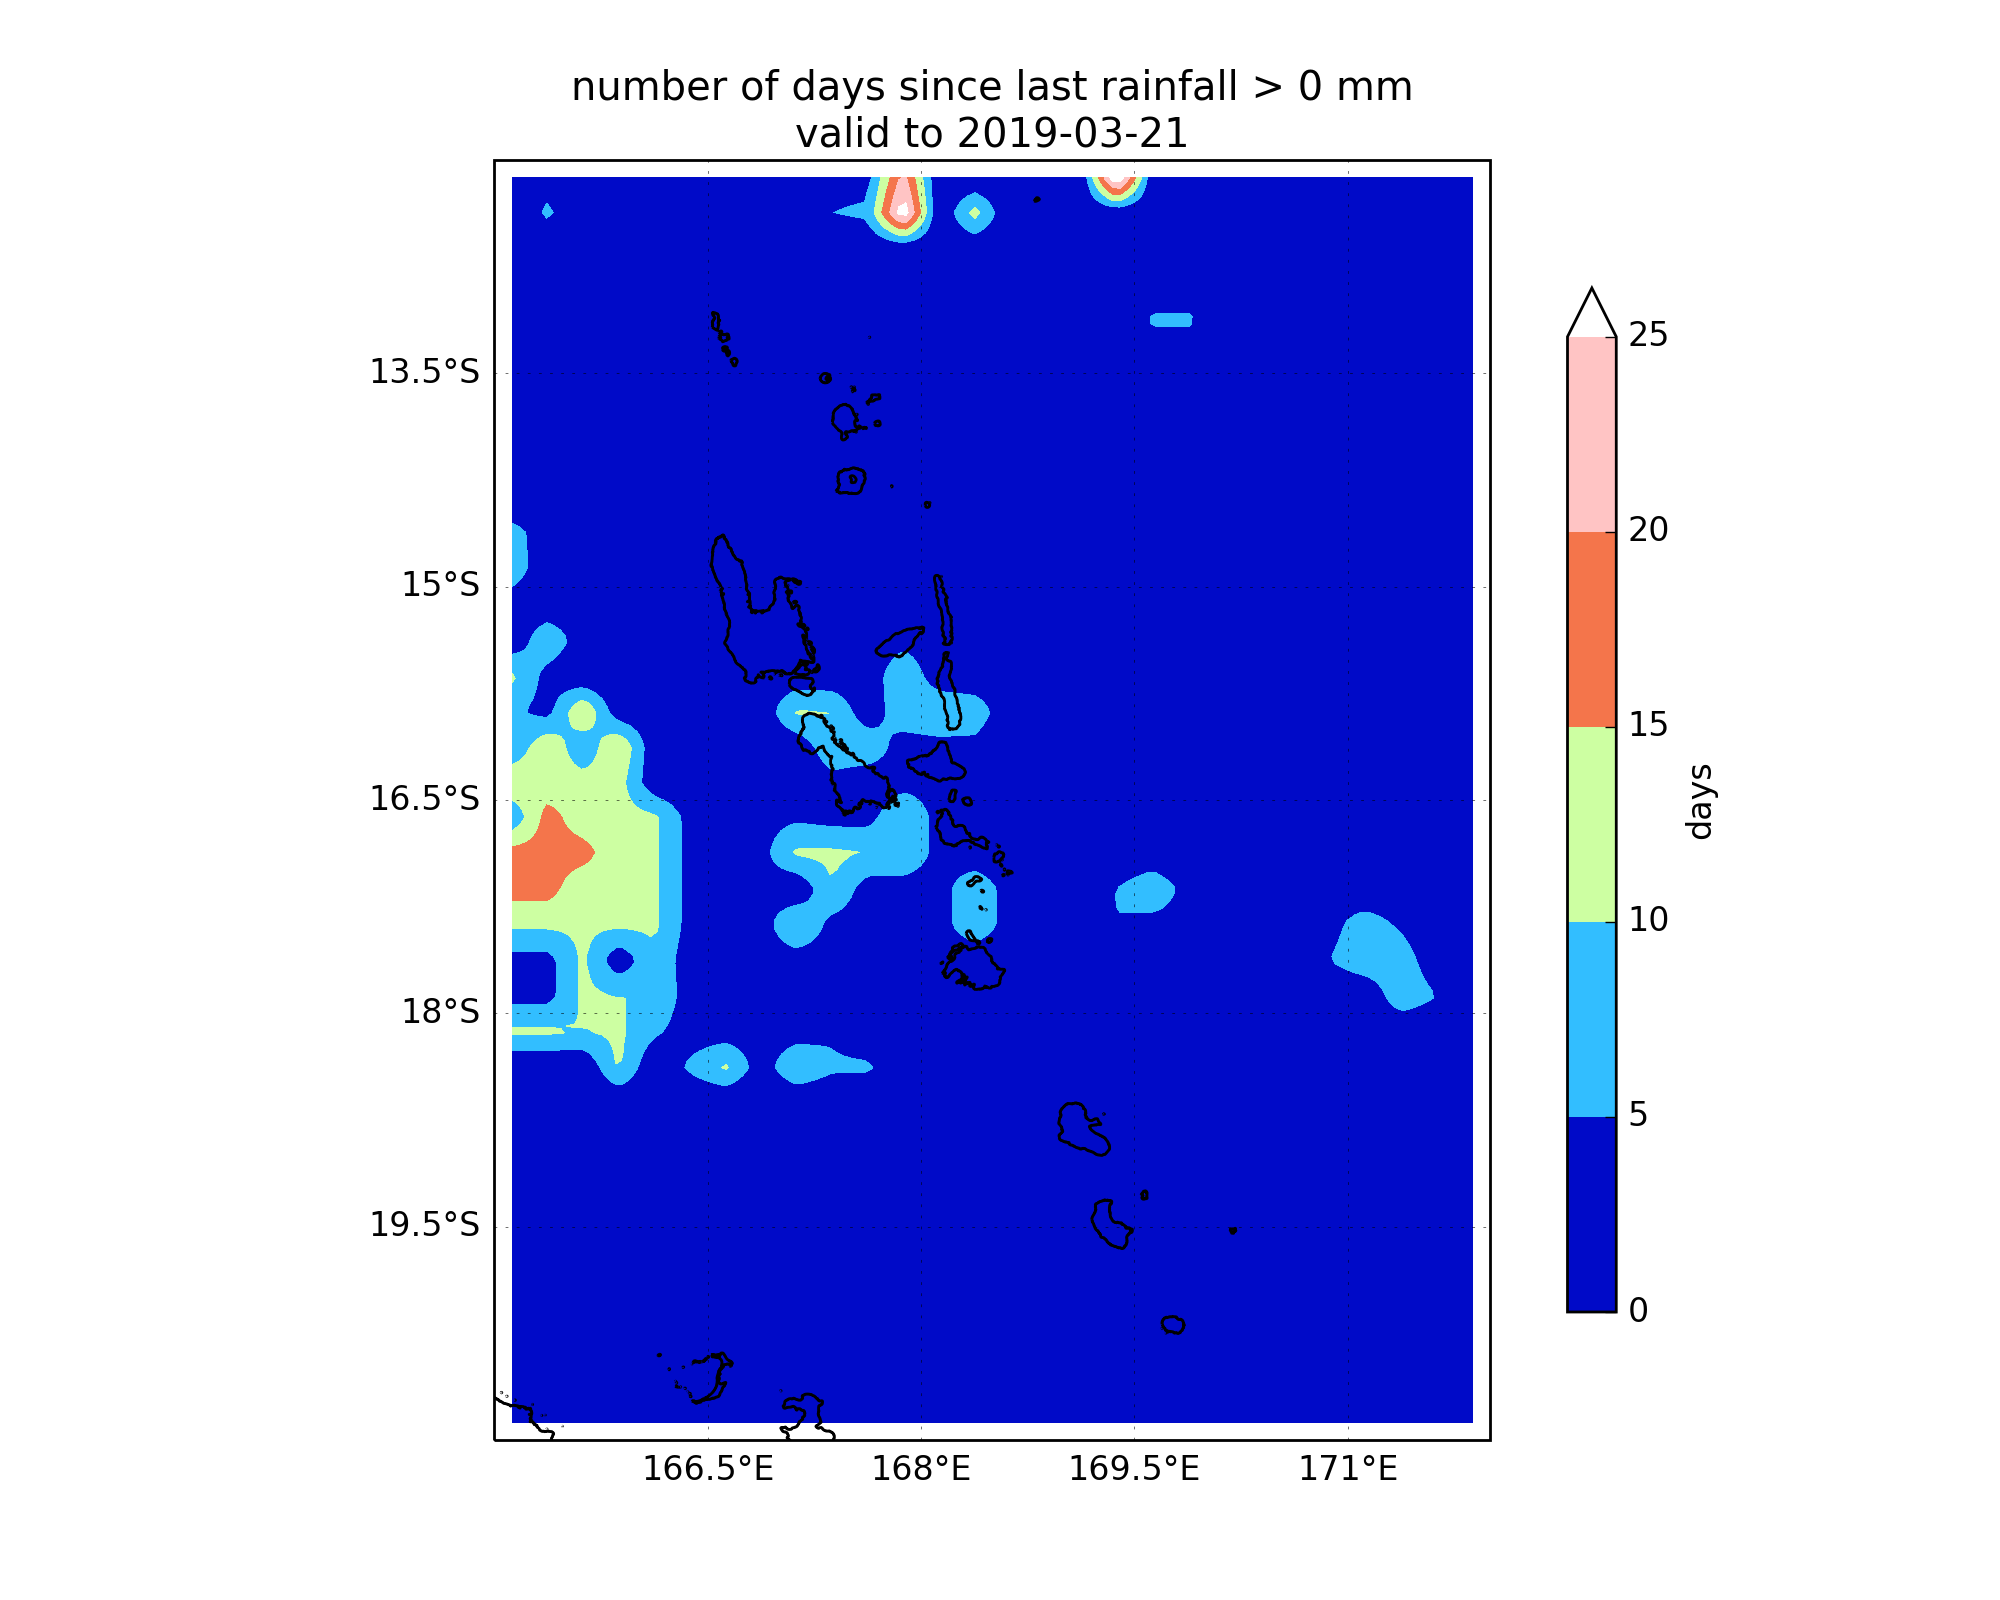 number of days since last rainfall > 0 mm
valid to 2019-03-21
13.5°S
15°S
16.5°S
18°S
19.5°S
166.5°E
168°E
169.5°E
171°E
25
20
15
10
5
0
days